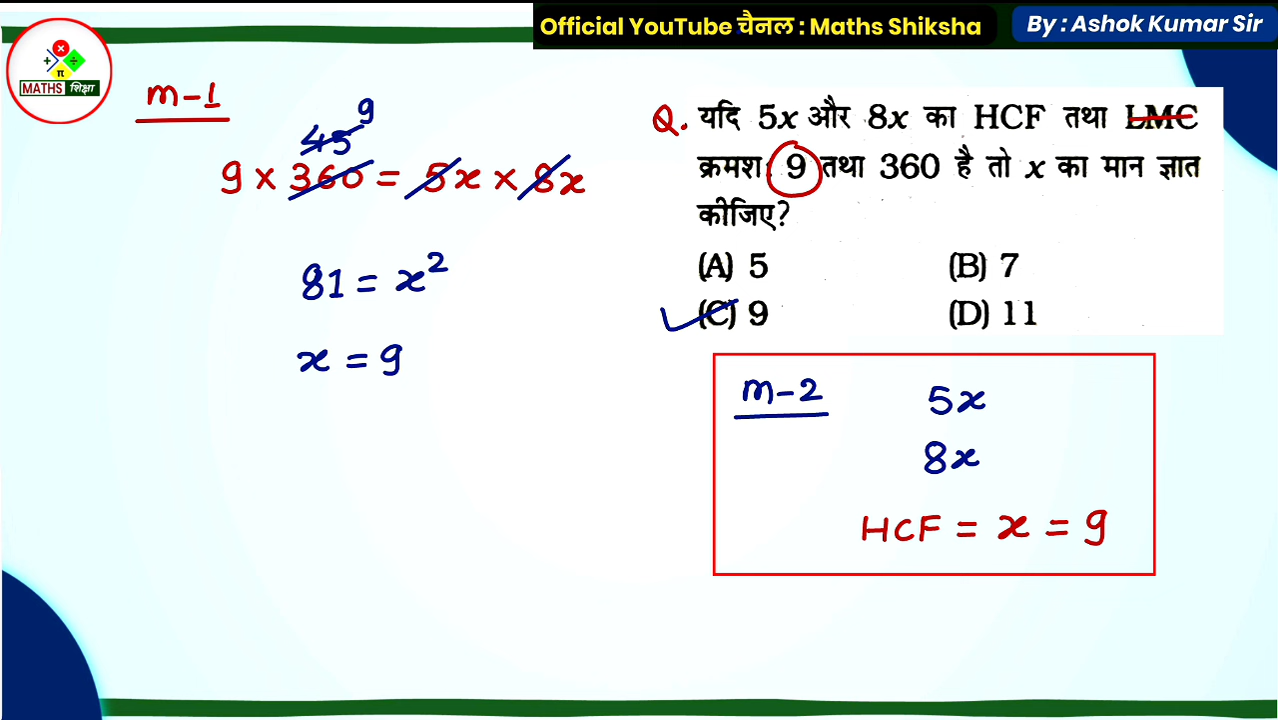 Official YouTube चैनल : Maths Shiksha
By : Ashok Kumar Sir
× + ÷ π
MATHS शिक्षा
m-1
45 9
9 × 360 = 5x × 8x
81 = x²
x = 9
Q. यदि 5x और 8x का HCF तथा LMC
क्रमश: 9 तथा 360 है तो x का मान ज्ञात
कीजिए?
(A) 5
(B) 7
(C) 9
(D) 11
m-2
5x
8x
HCF = x = 9